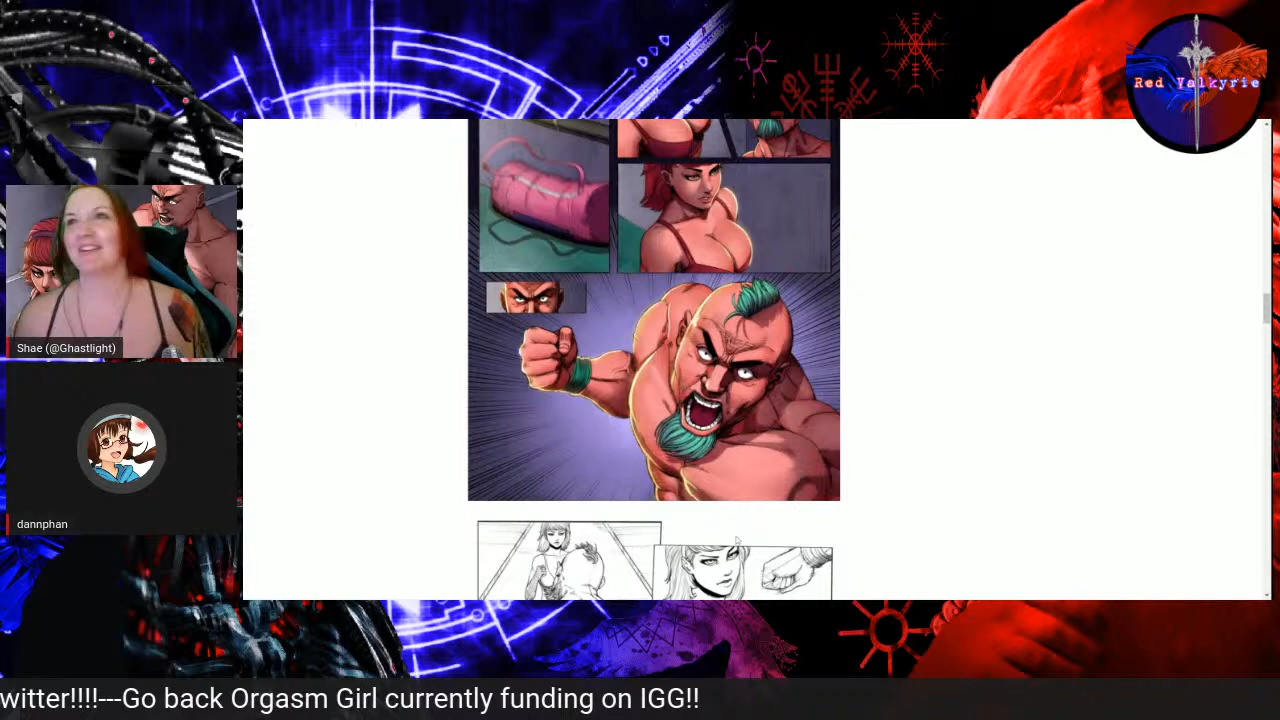 Red Valkyrie
Shae (@Ghastlight)
dannphan
witter!!!!---Go back Orgasm Girl currently funding on IGG!!